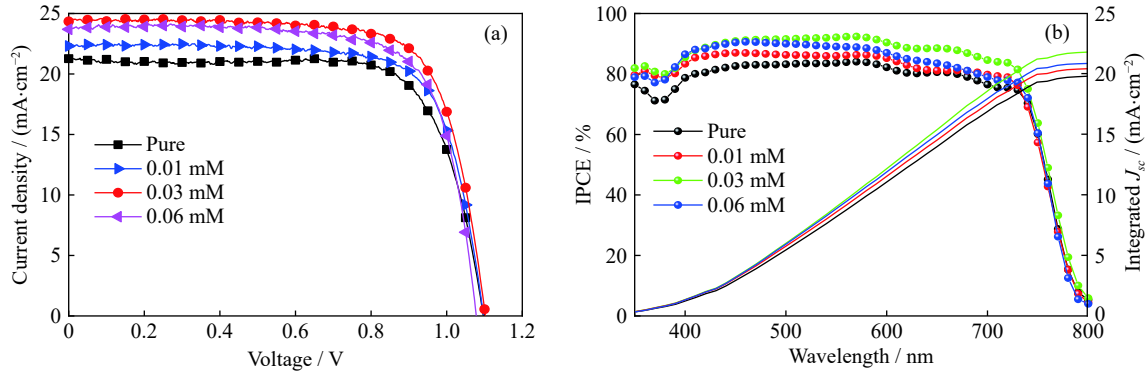 (a)
Current density / (mA·cm⁻²)
25
20
15
10
5
0
Pure
0.01 mM
0.03 mM
0.06 mM
0
0.2
0.4
0.6
0.8
1.0
1.2
Voltage / V
(b)
IPCE / %
100
80
60
40
20
0
Pure
0.01 mM
0.03 mM
0.06 mM
400
500
600
700
800
Wavelength / nm
25
20
15
10
5
0
Integrated Jsc / (mA·cm⁻²)